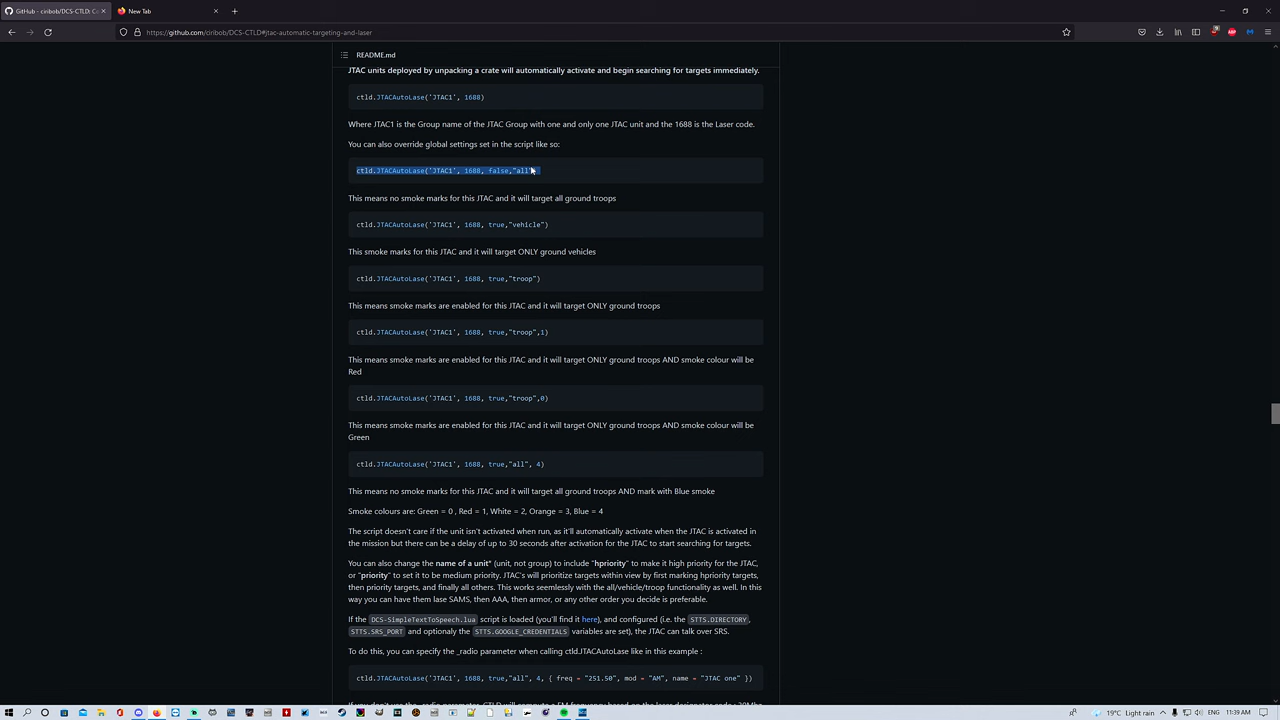 GitHub - ciribob/DCS-CTLD: Co
New Tab
https://github.com/ciribob/DCS-CTLD#jtac-automatic-targeting-and-laser
README.md
JTAC units deployed by unpacking a crate will automatically activate and begin searching for targets immediately.
ctld.JTACAutoLase('JTAC1', 1688)
Where JTAC1 is the Group name of the JTAC Group with one and only one JTAC unit and the 1688 is the Laser code.
You can also override global settings set in the script like so:
ctld.JTACAutoLase('JTAC1', 1688, false,"all"
This means no smoke marks for this JTAC and it will target all ground troops
ctld.JTACAutoLase('JTAC1', 1688, true,"vehicle")
This smoke marks for this JTAC and it will target ONLY ground vehicles
ctld.JTACAutoLase('JTAC1', 1688, true,"troop")
This means smoke marks are enabled for this JTAC and it will target ONLY ground troops
ctld.JTACAutoLase('JTAC1', 1688, true,"troop",1)
This means smoke marks are enabled for this JTAC and it will target ONLY ground troops AND smoke colour will be
Red
ctld.JTACAutoLase('JTAC1', 1688, true,"troop",0)
This means smoke marks are enabled for this JTAC and it will target ONLY ground troops AND smoke colour will be
Green
ctld.JTACAutoLase('JTAC1', 1688, true,"all", 4)
This means no smoke marks for this JTAC and it will target all ground troops AND mark with Blue smoke
Smoke colours are: Green = 0 , Red = 1, White = 2, Orange = 3, Blue = 4
The script doesn't care if the unit isn't activated when run, as it'll automatically activate when the JTAC is activated in
the mission but there can be a delay of up to 30 seconds after activation for the JTAC to start searching for targets.
You can also change the name of a unit* (unit, not group) to include "hpriority" to make it high priority for the JTAC,
or "priority" to set it to be medium priority. JTAC's will prioritize targets within view by first marking hpriority targets,
then priority targets, and finally all others. This works seemlessly with the all/vehicle/troop functionality as well. In this
way you can have them lase SAMS, then AAA, then armor, or any other order you decide is preferable.
If the DCS-SimpleTextToSpeech.lua script is loaded (you'll find it here), and configured (i.e. the STTS.DIRECTORY,
STTS.SRS_PORT and optionaly the STTS.GOOGLE_CREDENTIALS variables are set), the JTAC can talk over SRS.
To do this, you can specify the _radio parameter when calling ctld.JTACAutoLase like in this example :
ctld.JTACAutoLase('JTAC1', 1688, true,"all", 4, { freq = "251.50", mod = "AM", name = "JTAC one" })
19°C Light rain
ENG
11:39 AM